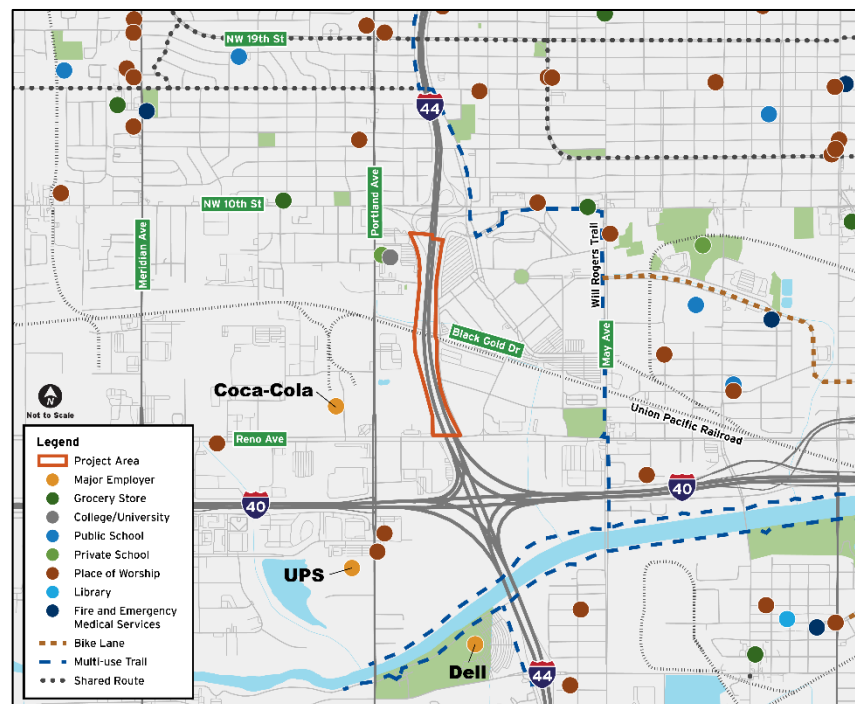 NW 19th St
44
NW 10th St
Portland Ave
Meridian Ave
Will Rogers Trail
Black Gold Dr
May Ave
N
Not to Scale
Coca-Cola
Union Pacific Railroad
Reno Ave
40
40
UPS
Dell
44
Legend
Project Area
Major Employer
Grocery Store
College/University
Public School
Private School
Place of Worship
Library
Fire and Emergency
Medical Services
Bike Lane
Multi-use Trail
Shared Route